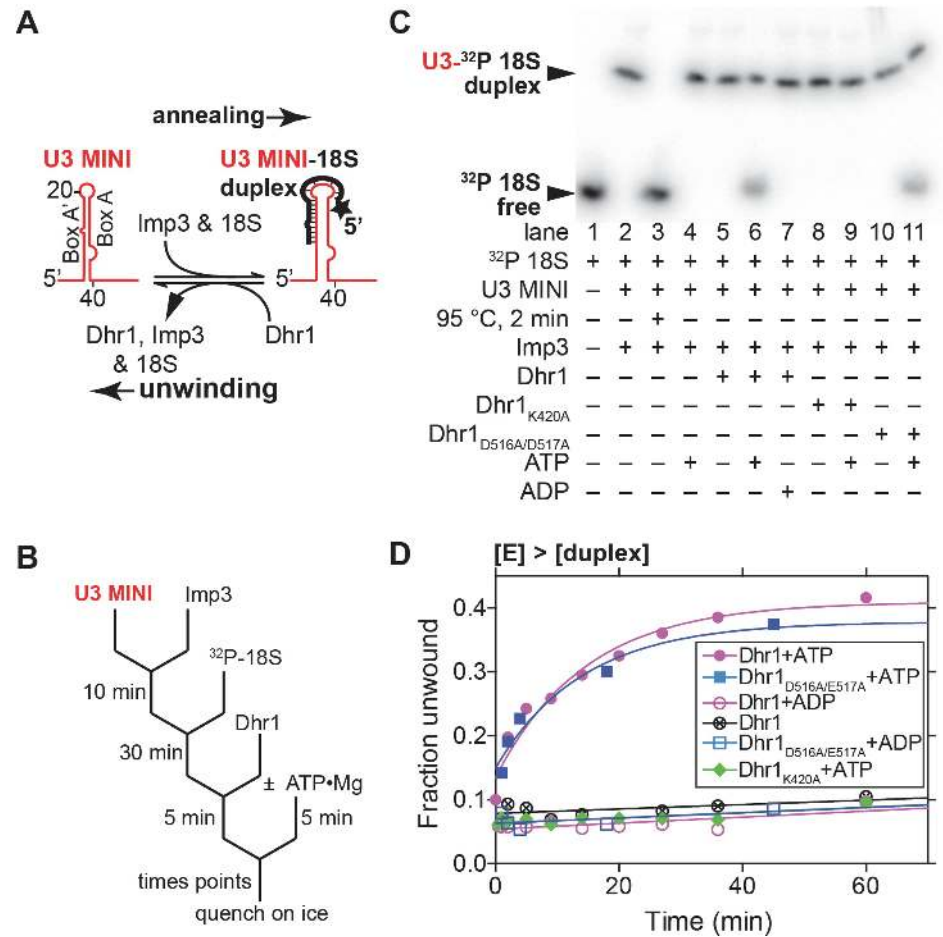 A
annealing
U3 MINI
U3 MINI-18S
duplex
20
Box A'
Box A
Imp3 & 18S
5'
5'
40
5'
40
Dhr1, Imp3
& 18S
Dhr1
unwinding
B
U3 MINI
Imp3
³²P-18S
10 min
Dhr1
30 min
± ATP•Mg
5 min
5 min
times points
quench on ice
C
U3-³²P 18S
duplex
³²P 18S
free
lane 1 2 3 4 5 6 7 8 9 10 11
³²P 18S + + + + + + + + + + +
U3 MINI – + + + + + + + + + +
95 °C, 2 min – – + – – – – – – – –
Imp3 – + + + + + + + + + +
Dhr1 – – – – + + + – – – –
Dhr1K420A – – – – – – – + + – –
Dhr1D516A/D517A – – – – – – – – – + +
ATP – – – + – + – – + – +
ADP – – – – – – + – – – –
D
[E] > [duplex]
Fraction unwound
0.4
0.3
0.2
0.1
0.0
Dhr1+ATP
Dhr1D516A/E517A+ATP
Dhr1+ADP
Dhr1
Dhr1D516A/E517A+ADP
Dhr1K420A+ATP
0 20 40 60
Time (min)